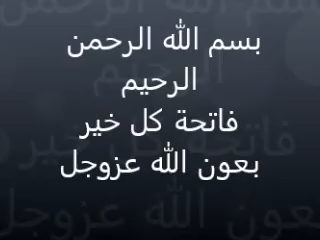 بسم الله الرحمن
الرحيم
فاتحة كل خير
بعون الله عزوجل